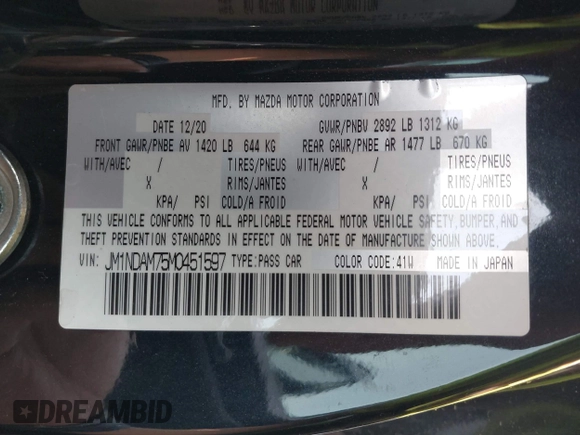 MFD. BY MAZDA MOTOR CORPORATION
DATE 12/20 GVWR/PNBV 2892 LB 1312 KG
FRONT GAWR/PNBE AV 1420 LB 644 KG REAR GAWR/PNBE AR 1477 LB 670 KG
WITH/AVEC / TIRES/PNEUS WITH/AVEC / TIRES/PNEUS
X RIMS/JANTES X RIMS/JANTES
KPA/ PSI COLD/A FROID KPA/ PSI COLD/A FROID
THIS VEHICLE CONFORMS TO ALL APPLICABLE FEDERAL MOTOR VEHICLE SAFETY, BUMPER, AND
THEFT PREVENTION STANDARDS IN EFFECT ON THE DATE OF MANUFACTURE SHOWN ABOVE.
VIN: JM1NDAM75M0451597 TYPE:PASS CAR COLOR CODE:41W MADE IN JAPAN
DREAMBID